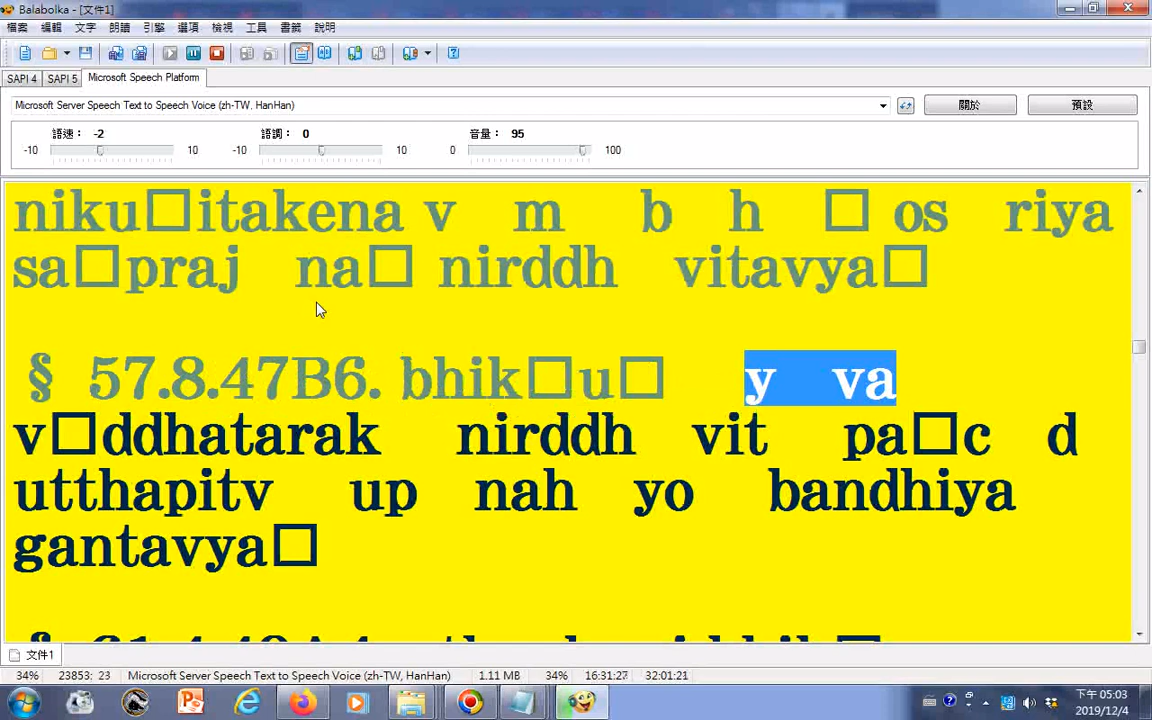 Balabolka - [文件1]
檔案 編輯 文字 朗讀 引擎 選項 檢視 工具 書籤 說明
SAPI 4 SAPI 5 Microsoft Speech Platform
Microsoft Server Speech Text to Speech Voice (zh-TW, HanHan) 關於 預設
語速： -2 語調： 0 音量： 95
-10 10 -10 10 0 100
niku□itakena v m b h □ os riya
sa□praj na□ nirddh vitavya□
§ 57.8.47B6. bhik□u□ y va
v□ddhatarak nirddh vit pa□c d
utthapitv up nah yo bandhiya
gantavya□
文件1
34% 23853: 23 Microsoft Server Speech Text to Speech Voice (zh-TW, HanHan) 1.11 MB 34% 16:31:27 32:01:21
下午 05:03
2019/12/4